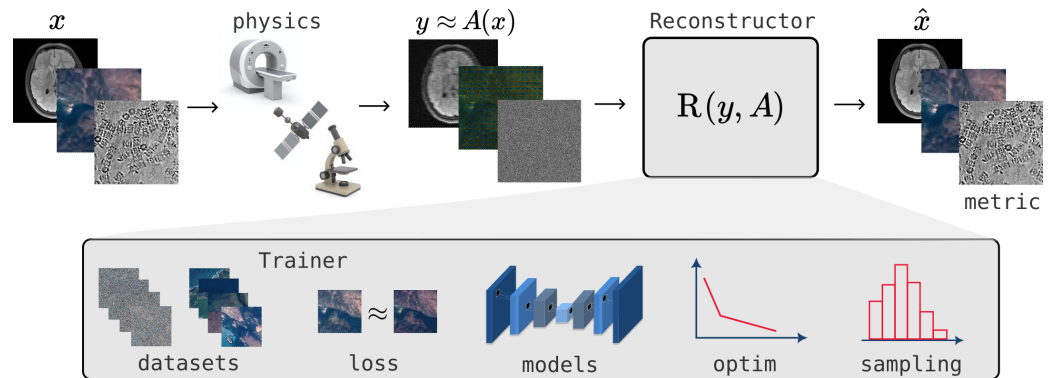 x
physics
y ≈ A(x)
Reconstructor
x̂
R(y, A)
metric
Trainer
≈
datasets
loss
models
optim
sampling